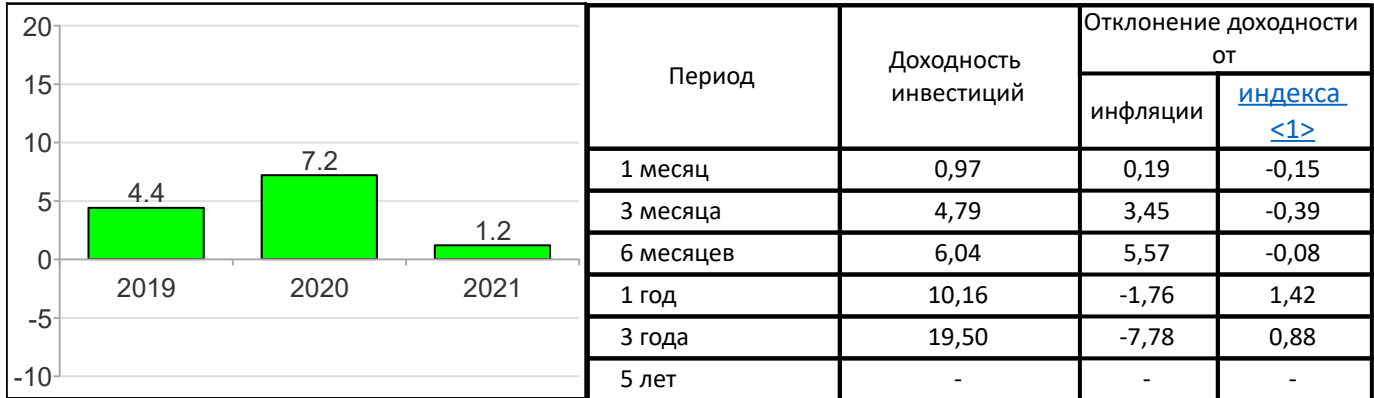 20
15
10
5
0
-5
-10
4.4
7.2
1.2
2019 2020 2021
Период
Доходность
инвестиций
Отклонение доходности
от
инфляции
индекса
<1>
1 месяц 0,97 0,19 -0,15
3 месяца 4,79 3,45 -0,39
6 месяцев 6,04 5,57 -0,08
1 год 10,16 -1,76 1,42
3 года 19,50 -7,78 0,88
5 лет - - -